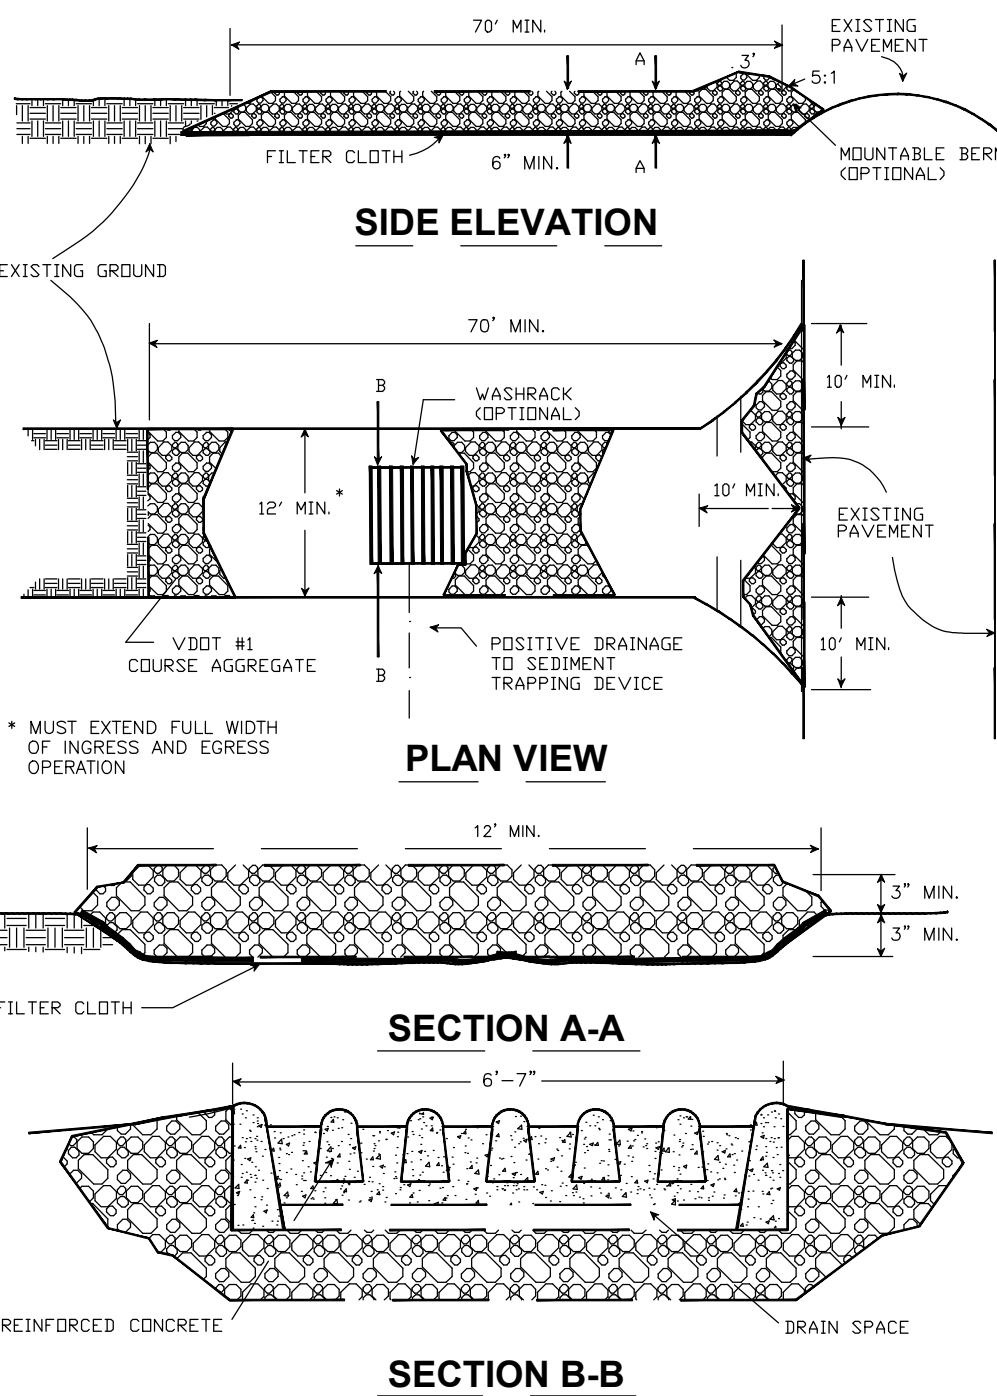 70' MIN.
EXISTING
PAVEMENT
A
3'
5:1
FILTER CLOTH
6" MIN.
A
MOUNTABLE BERM
(OPTIONAL)
SIDE ELEVATION
EXISTING GROUND
70' MIN.
B
WASHRACK
(OPTIONAL)
10' MIN.
12' MIN. *
10' MIN.
EXISTING
PAVEMENT
VDOT #1
COURSE AGGREGATE
B
POSITIVE DRAINAGE
TO SEDIMENT
TRAPPING DEVICE
10' MIN.
* MUST EXTEND FULL WIDTH
OF INGRESS AND EGRESS
OPERATION
PLAN VIEW
12' MIN.
3" MIN.
3" MIN.
FILTER CLOTH
SECTION A-A
6'-7"
REINFORCED CONCRETE
DRAIN SPACE
SECTION B-B